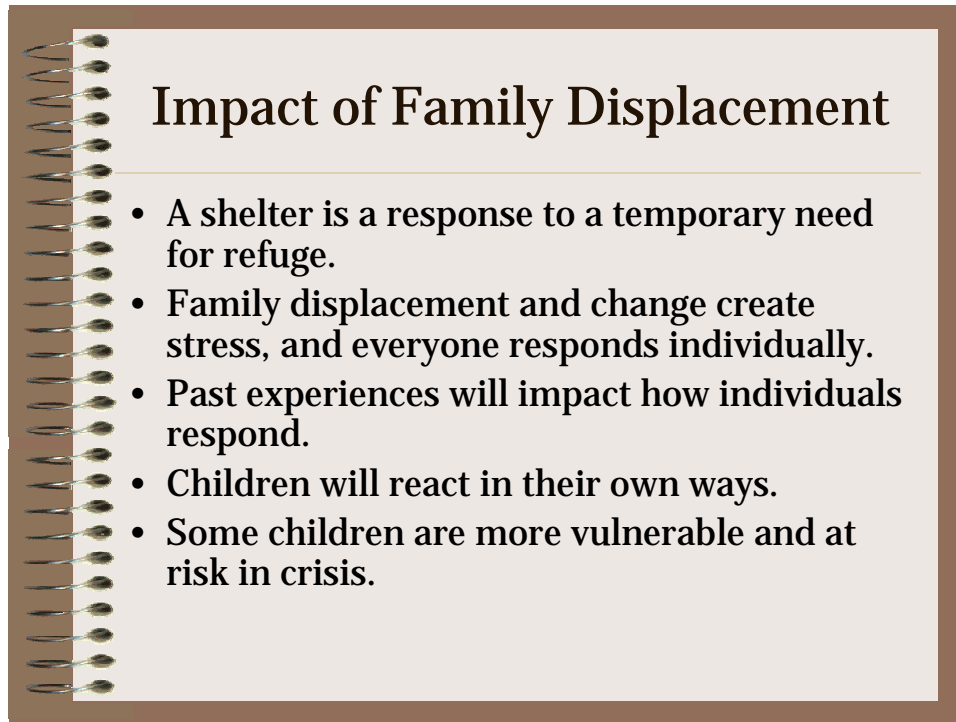 Impact of Family Displacement
• A shelter is a response to a temporary need
for refuge.
• Family displacement and change create
stress, and everyone responds individually.
• Past experiences will impact how individuals
respond.
• Children will react in their own ways.
• Some children are more vulnerable and at
risk in crisis.